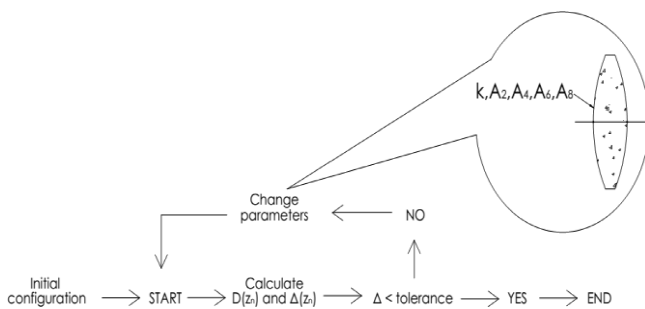 k,A₂,A₄,A₆,A₈
Change
parameters
NO
Initial
configuration
START
Calculate
D(zₙ) and Δ(zₙ)
Δ < tolerance
YES
END